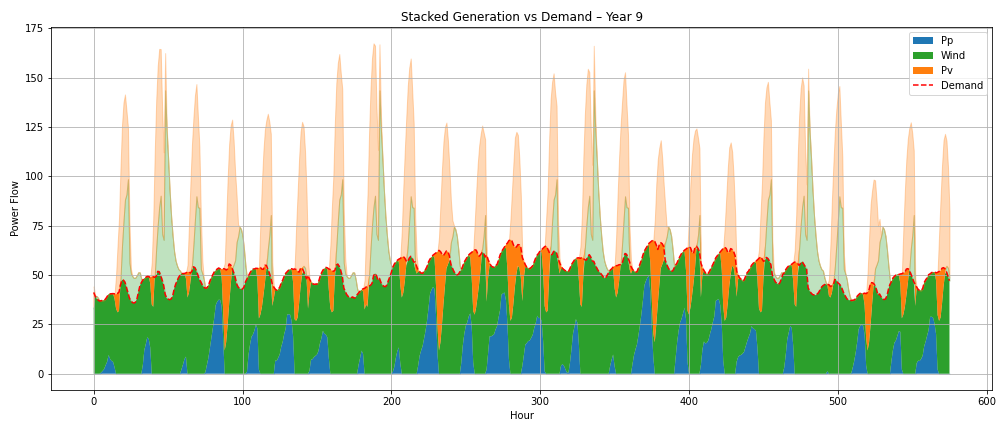 Stacked Generation vs Demand – Year 9
Power Flow
175
150
125
100
75
50
25
0
Pp
Wind
Pv
Demand
0 100 200 300 400 500 600
Hour